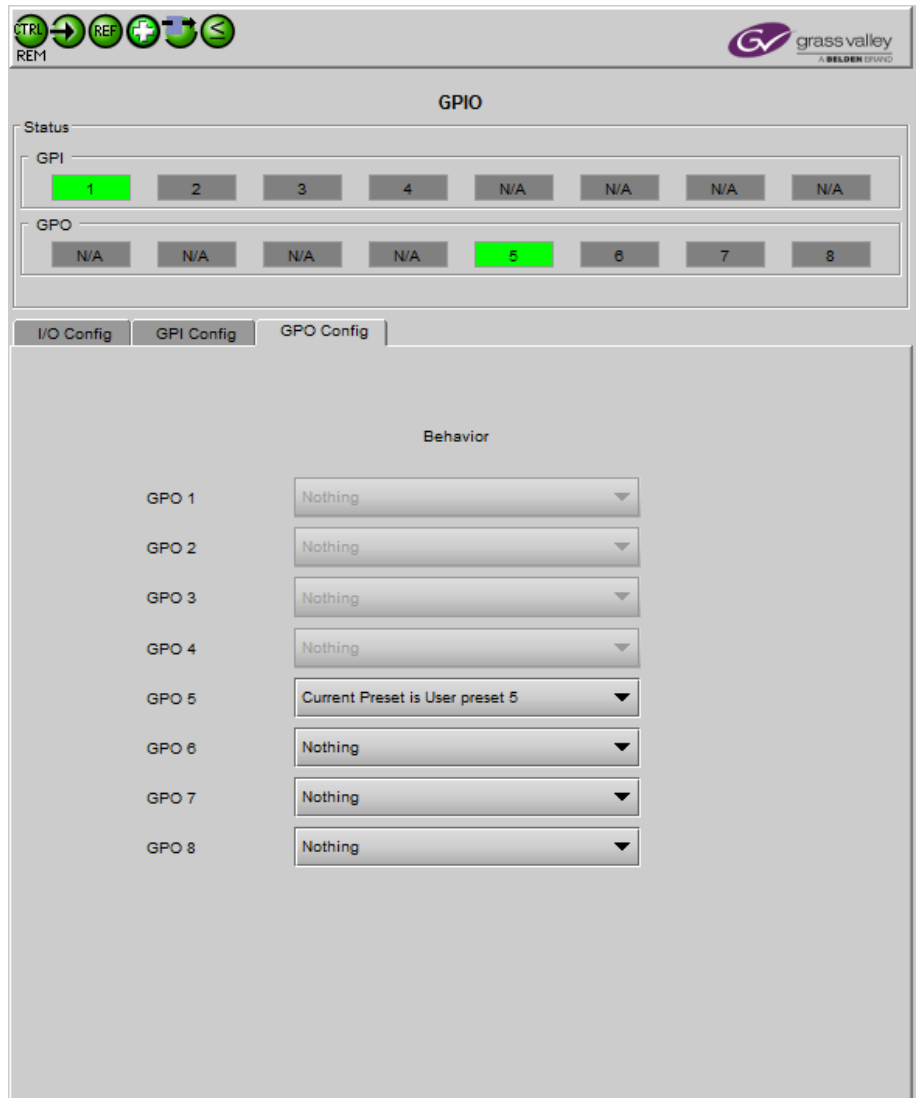 CTRL REF
REM
GV grass valley
A BELDEN BRAND
GPIO
Status
GPI
1 2 3 4 N/A N/A N/A N/A
GPO
N/A N/A N/A N/A 5 6 7 8
I/O Config GPI Config GPO Config
Behavior
GPO 1 Nothing
GPO 2 Nothing
GPO 3 Nothing
GPO 4 Nothing
GPO 5 Current Preset is User preset 5
GPO 6 Nothing
GPO 7 Nothing
GPO 8 Nothing